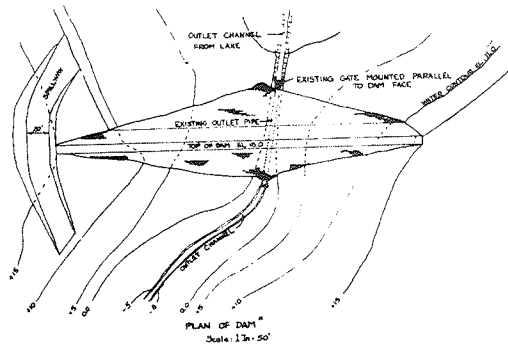 OUTLET CHANNEL
FROM LAKE
EXISTING GATE MOUNTED PARALLEL
TO DAM FACE
WATER CONTOUR EL. 11.0
SPILLWAY
20'
EXISTING OUTLET PIPE
TOP OF DAM EL. 15.0
OUTLET CHANNEL
+15
+10
+5
0.0
-5
-5
0.0
+5
+10
+15
PLAN OF DAM
Scale: 1 In - 50'